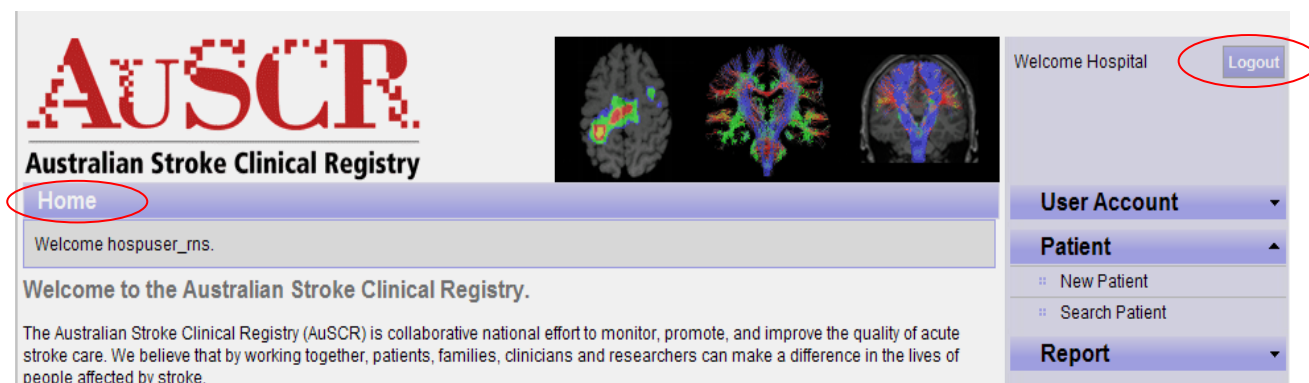 AuSCR
Australian Stroke Clinical Registry
Welcome Hospital
Logout
Home
Welcome hospuser_rns.
Welcome to the Australian Stroke Clinical Registry.
The Australian Stroke Clinical Registry (AuSCR) is collaborative national effort to monitor, promote, and improve the quality of acute
stroke care. We believe that by working together, patients, families, clinicians and researchers can make a difference in the lives of
people affected by stroke.
User Account
Patient
New Patient
Search Patient
Report